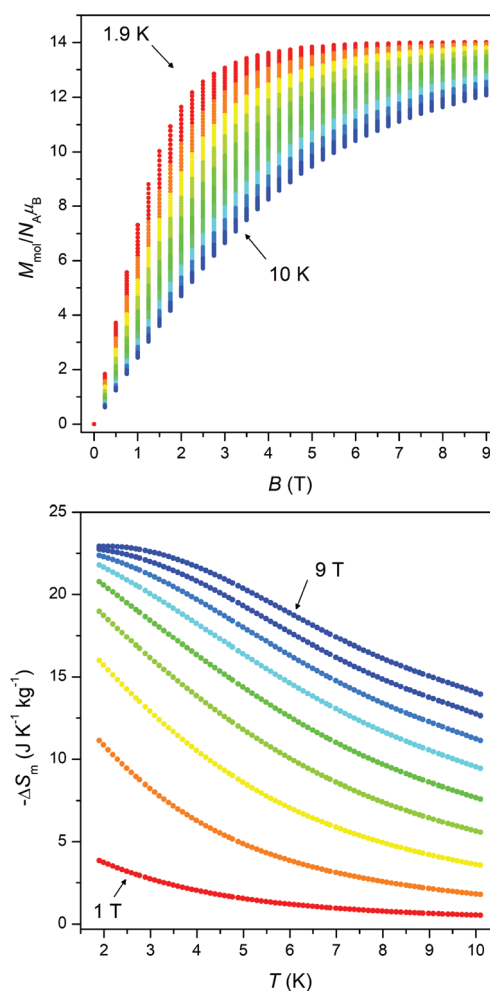 14
12
10
8
6
4
2
0
M_mol/N_Aμ_B
1.9 K
10 K
0 1 2 3 4 5 6 7 8 9
B (T)
25
20
15
10
5
0
-ΔS_m (J K⁻¹ kg⁻¹)
9 T
1 T
2 3 4 5 6 7 8 9 10
T (K)